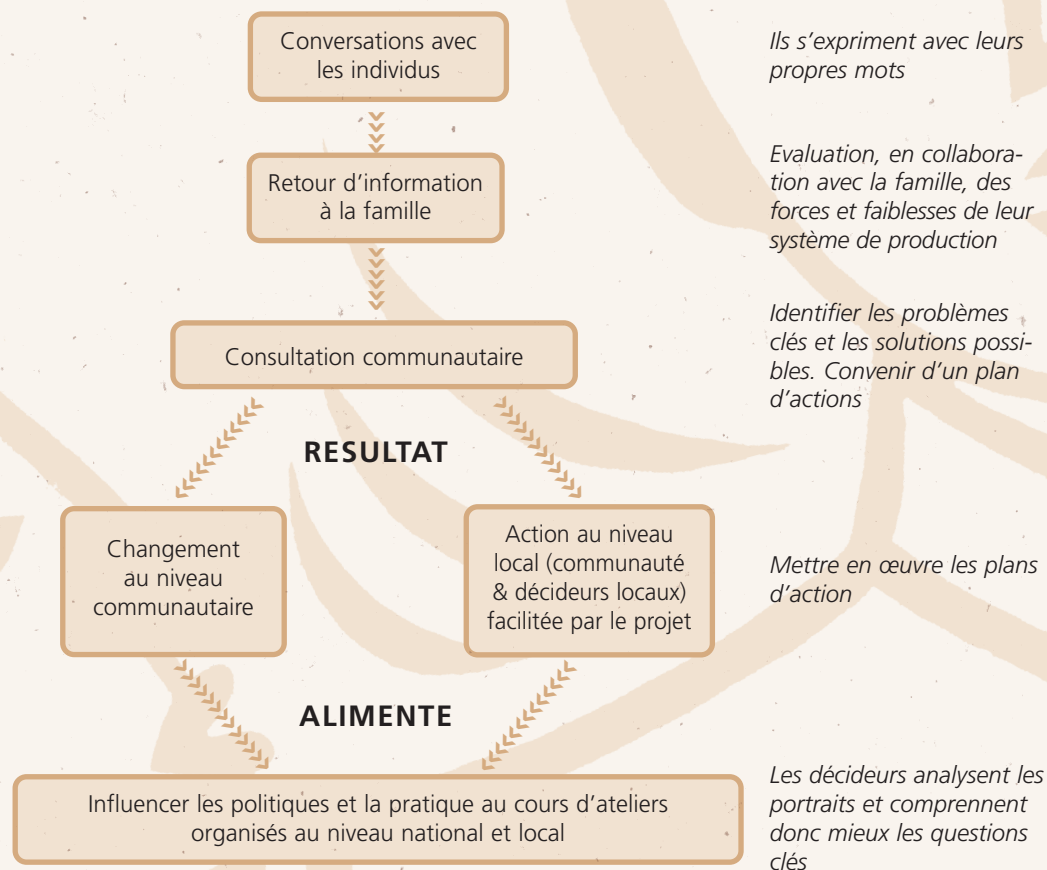 Conversations avec
les individus
Ils s’expriment avec leurs
propres mots
Retour d’information
à la famille
Evaluation, en collabora-
tion avec la famille, des
forces et faiblesses de leur
système de production
Consultation communautaire
Identifier les problèmes
clés et les solutions possi-
bles. Convenir d’un plan
d’actions
RESULTAT
Changement
au niveau
communautaire
Action au niveau
local (communauté
& décideurs locaux)
facilitée par le projet
Mettre en œuvre les plans
d’action
ALIMENTE
Influencer les politiques et la pratique au cours d’ateliers
organisés au niveau national et local
Les décideurs analysent les
portraits et comprennent
donc mieux les questions
clés